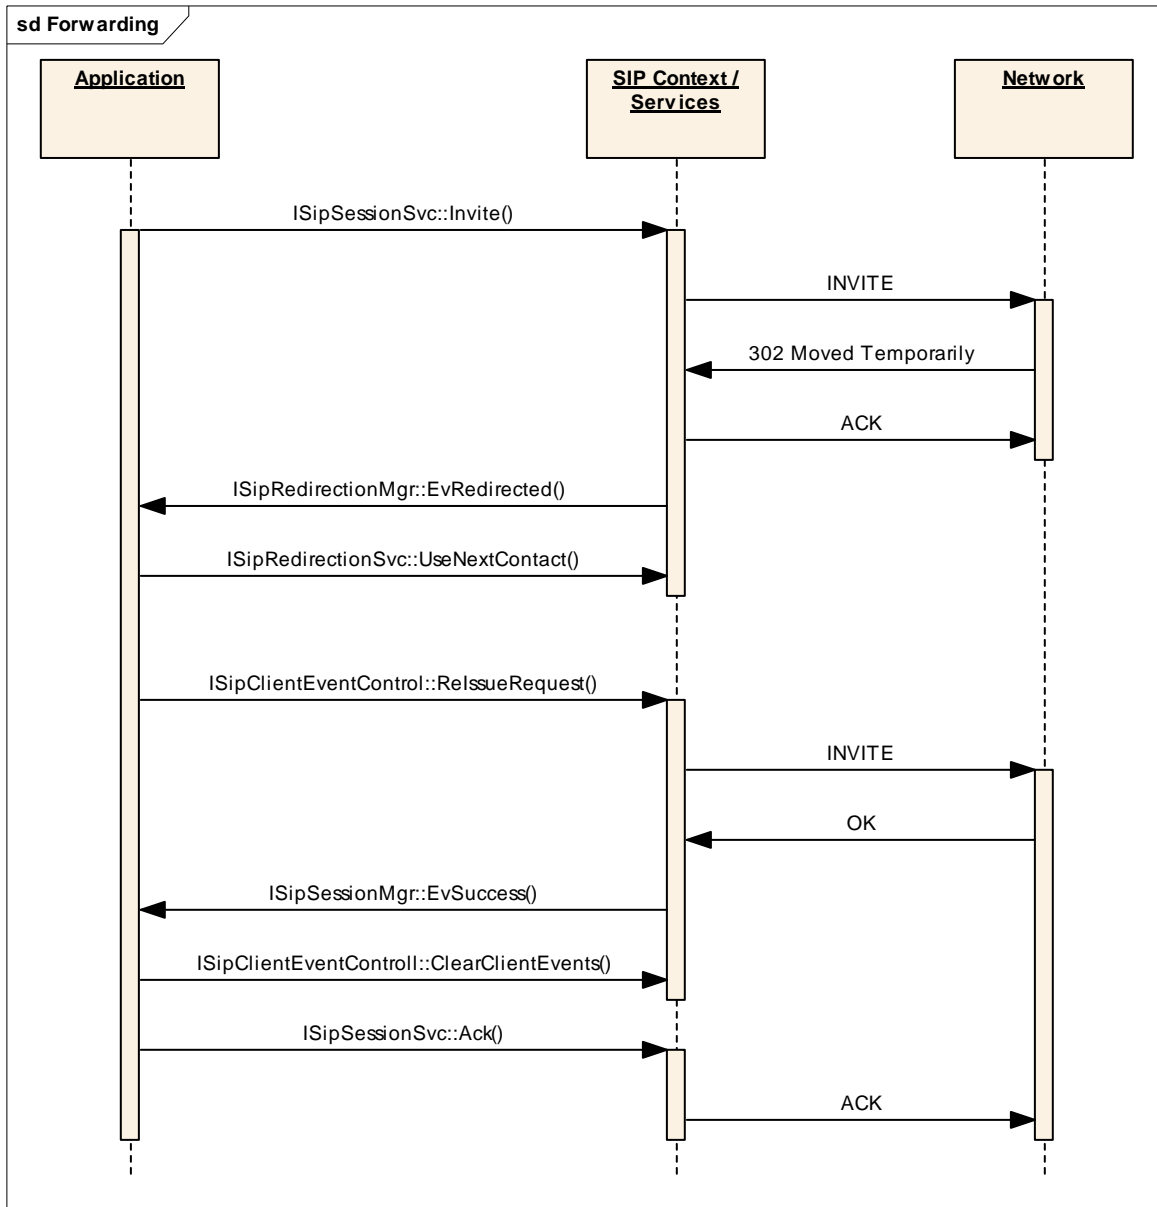 sd Forwarding
Application
SIP Context /
Services
Network
ISipSessionSvc::Invite()
INVITE
302 Moved Temporarily
ACK
ISipRedirectionMgr::EvRedirected()
ISipRedirectionSvc::UseNextContact()
ISipClientEventControl::ReIssueRequest()
INVITE
OK
ISipSessionMgr::EvSuccess()
ISipClientEventControll::ClearClientEvents()
ISipSessionSvc::Ack()
ACK